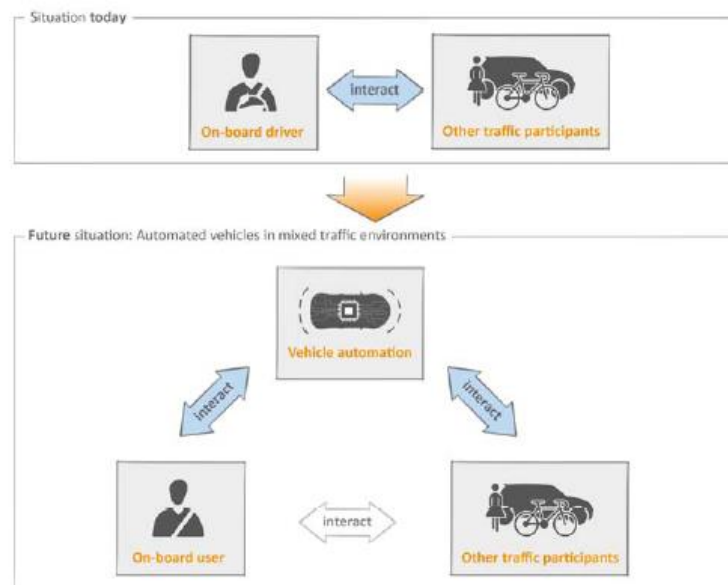 Situation today
interact
On-board driver
Other traffic participants
Future situation: Automated vehicles in mixed traffic environments
Vehicle automation
interact
interact
interact
On-board user
Other traffic participants